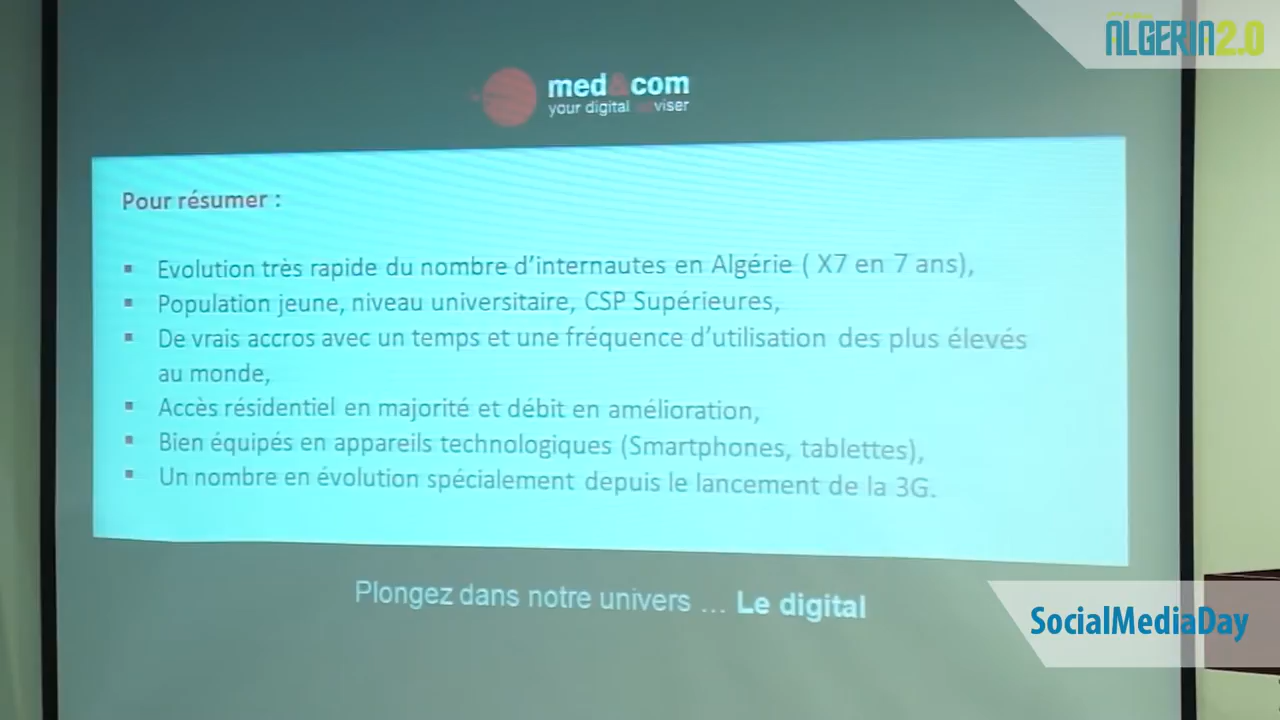 ALGERIA2.0
med&com
your digital adviser
Pour résumer :
▪ Evolution très rapide du nombre d'internautes en Algérie ( X7 en 7 ans),
▪ Population jeune, niveau universitaire, CSP Supérieures,
▪ De vrais accros avec un temps et une fréquence d'utilisation des plus élevés
au monde,
▪ Accès résidentiel en majorité et débit en amélioration,
▪ Bien équipés en appareils technologiques (Smartphones, tablettes),
▪ Un nombre en évolution spécialement depuis le lancement de la 3G.
Plongez dans notre univers ... Le digital
SocialMediaDay